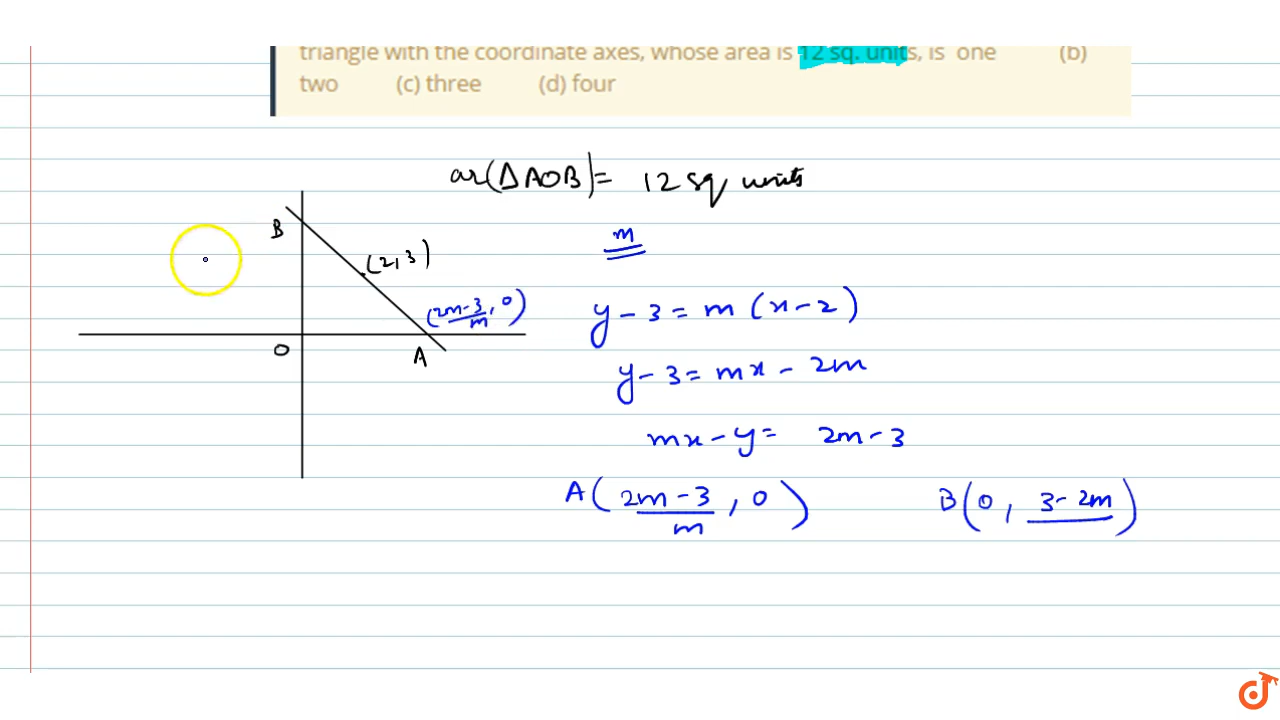 triangle with the coordinate axes, whose area is 12 sq. units, is one (b)
two (c) three (d) four
ar(ΔAOB)= 12 sq units
m
B
(2,3)
(2m-3/m, 0)
O
A
y-3=m(x-2)
y-3=mx-2m
mx-y= 2m-3
A(2m-3/m, 0) B(0, 3-2m)